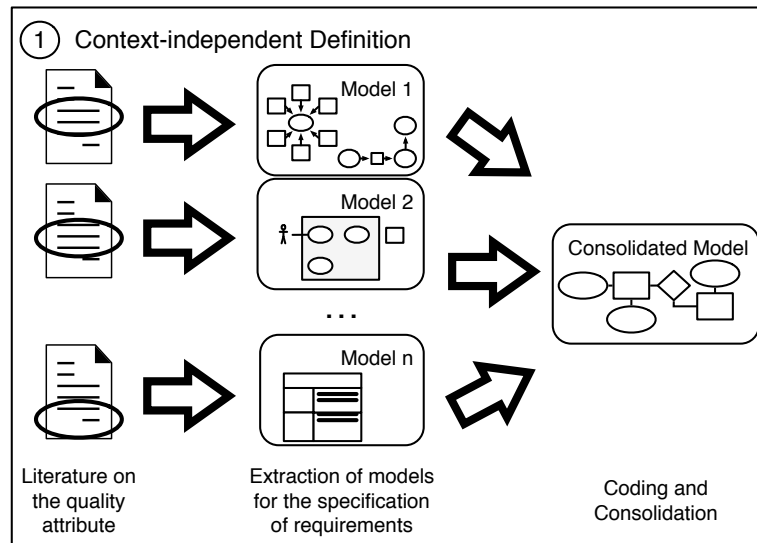 1 Context-independent Definition
Model 1
Model 2
Consolidated Model
...
Model n
Literature on
the quality
attribute
Extraction of models
for the specification
of requirements
Coding and
Consolidation